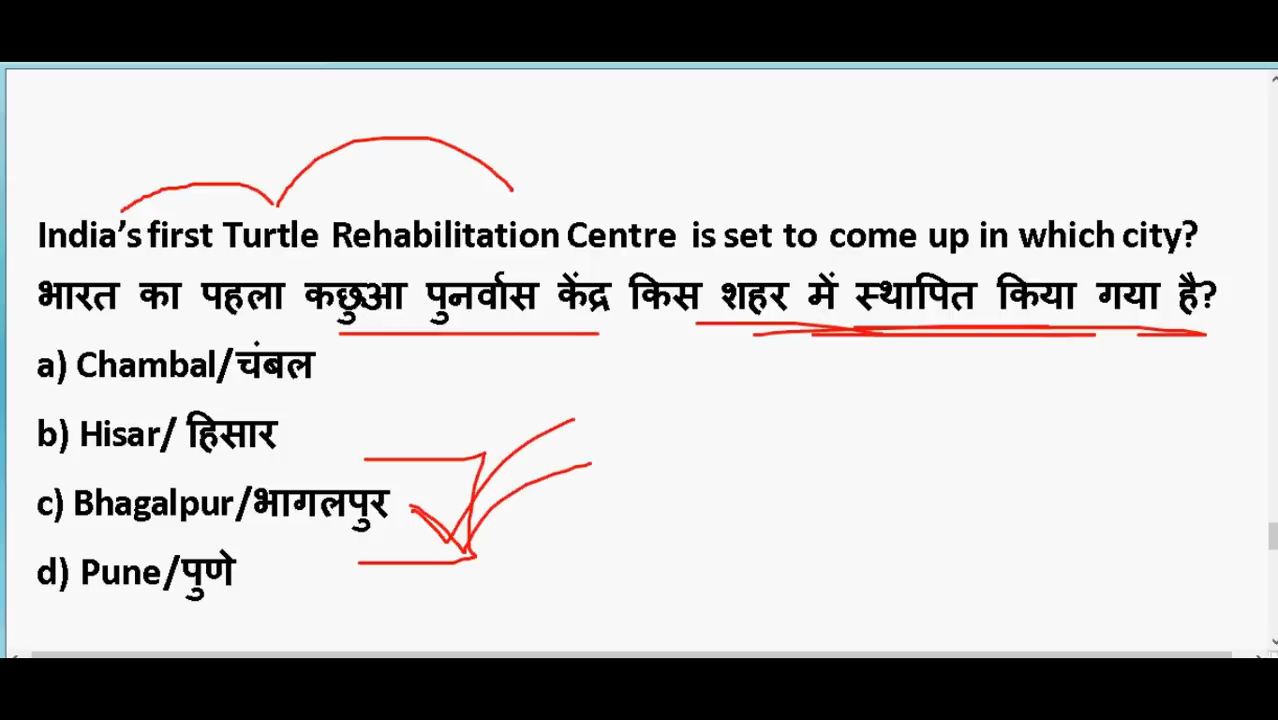 India's first Turtle Rehabilitation Centre is set to come up in which city?
भारत का पहला कछुआ पुनर्वास केंद्र किस शहर में स्थापित किया गया है?
a) Chambal/चंबल
b) Hisar/ हिसार
c) Bhagalpur/भागलपुर
d) Pune/पुणे